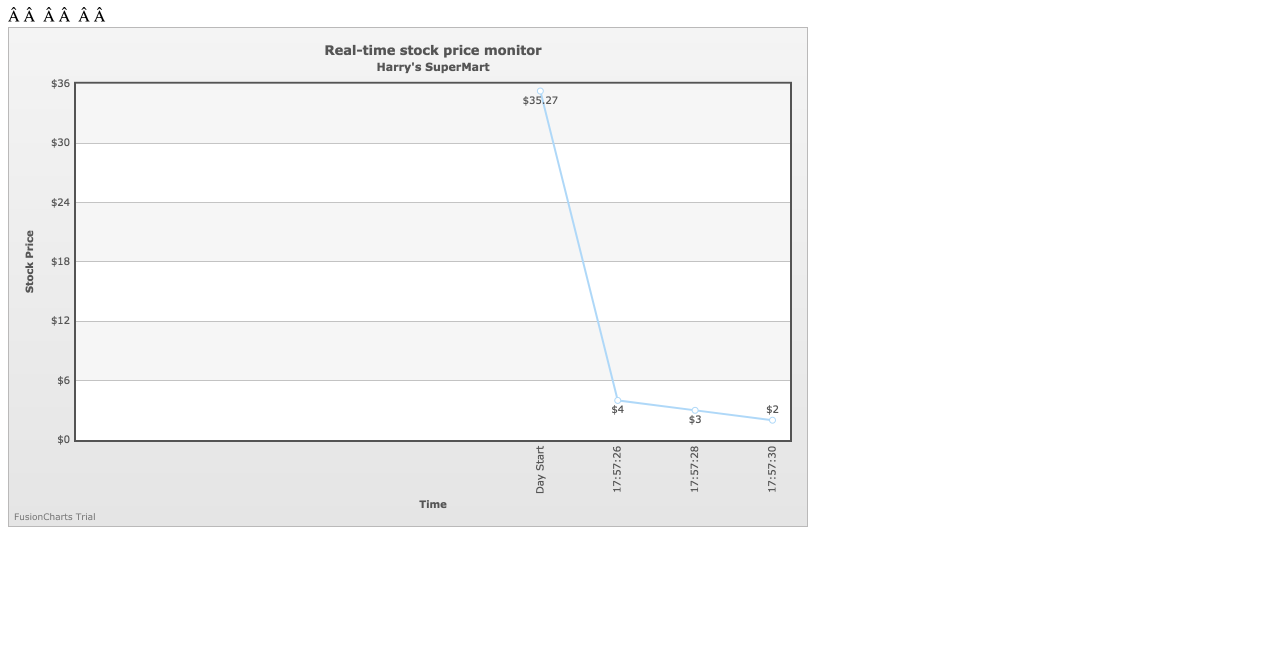 Â Â  Â Â  Â Â
Real-time stock price monitor
Harry's SuperMart
$36
$30
$24
$18
$12
$6
$0
Stock Price
$35.27
$4
$3
$2
Day Start
17:57:26
17:57:28
17:57:30
Time
FusionCharts Trial